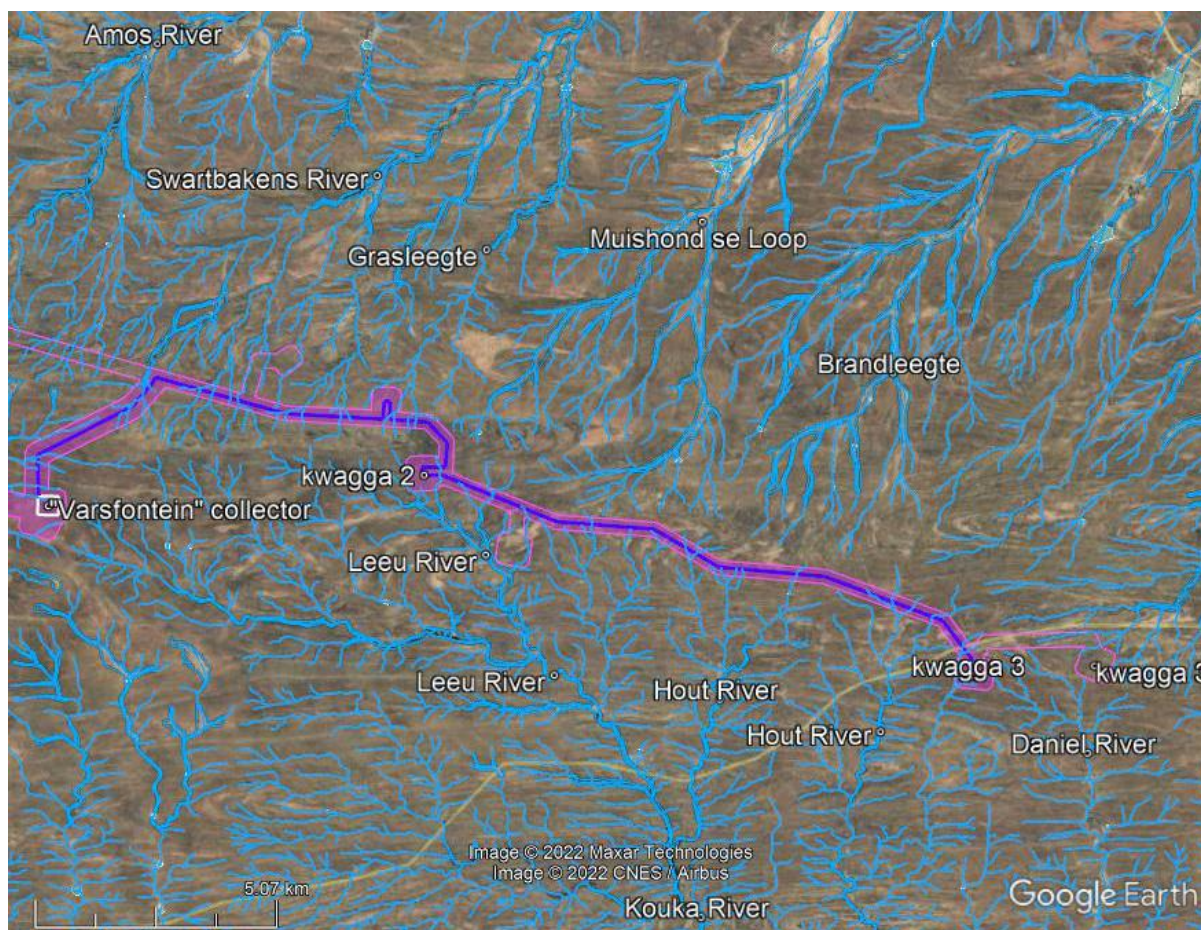 Amos River
Swartbakens River
Muishond se Loop
Grasleegte
Brandleegte
kwagga 2
"Varsfontein" collector
Leeu River
kwagga 3
kwagga 3
Leeu River
Hout River
Hout River
Daniel River
Image © 2022 Maxar Technologies
Image © 2022 CNES / Airbus
5.07 km
Google Earth
Kouka River